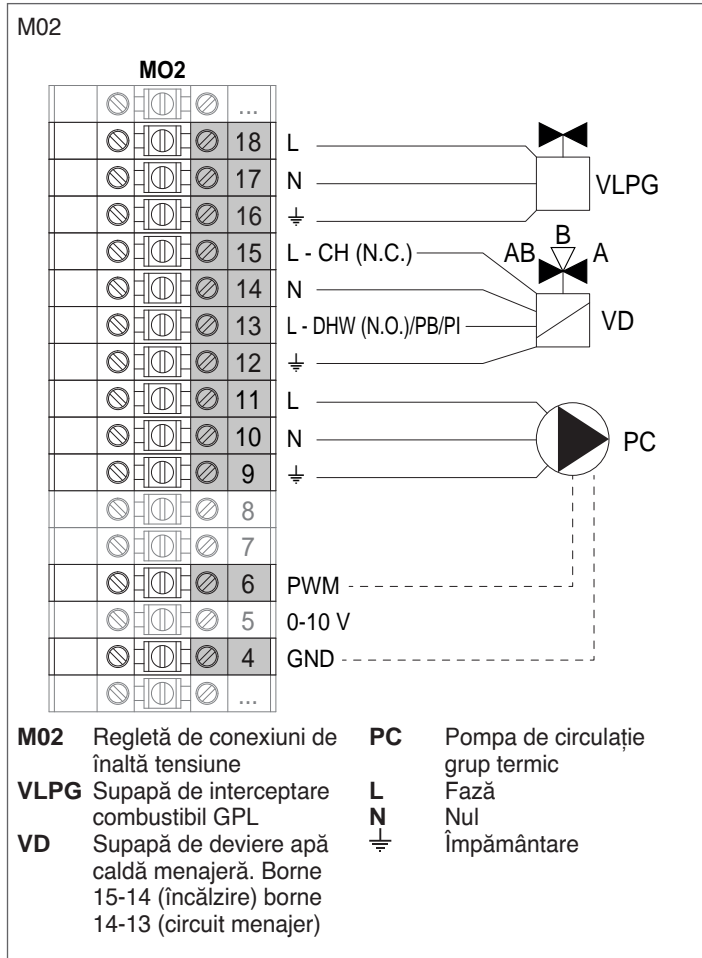 M02
MO2
...
18 L
17 N
VLPG
16 ⏚
B
AB A
15 L - CH (N.C.)
14 N
13 L - DHW (N.O.)/PB/PI
VD
12 ⏚
11 L
10 N
PC
9 ⏚
8
7
6 PWM
5 0-10 V
4 GND
...
M02 Regletă de conexiuni de
înaltă tensiune
VLPG Supapă de interceptare
combustibil GPL
VD Supapă de deviere apă
caldă menajeră. Borne
15-14 (încălzire) borne
14-13 (circuit menajer)
PC Pompa de circulație
grup termic
L Fază
N Nul
⏚ Împământare